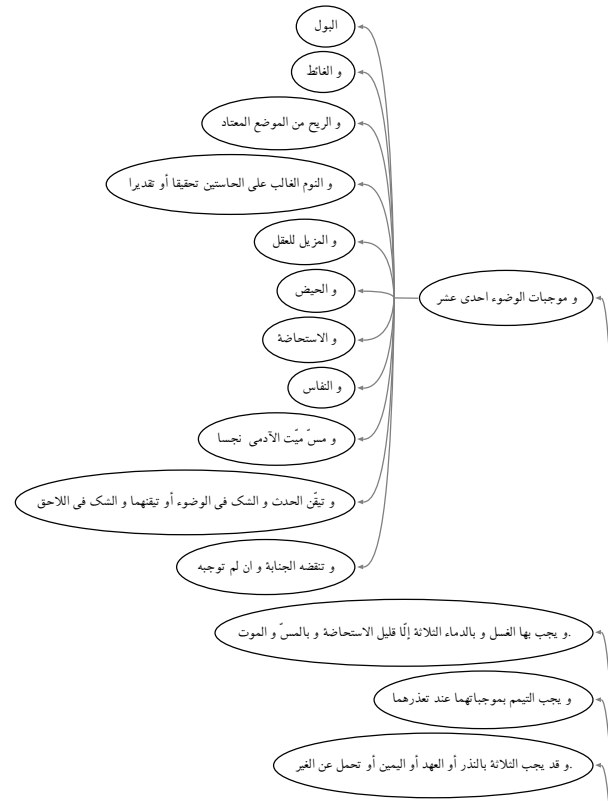 و موجبات الوضوء احدى عشر
البول
و الغائط
و الريح من الموضع المعتاد
و النوم الغالب على الحاستين تحقيقا أو تقديرا
و المزيل للعقل
و الحيض
و الاستحاضة
و النفاس
و مسّ ميّت الآدمى نجسا
و تيقّن الحدث و الشک فى الوضوء أو تيقنهما و الشک فى اللاحق
و تنقضه الجنابة و ان لم توجبه
.و يجب بها الغسل و بالدماء الثلاثة إلّا قليل الاستحاضة و بالمسّ و الموت
و يجب التيمم بموجباتهما عند تعذرهما
.و قد يجب الثلاثة بالنذر أو العهد أو اليمين أو تحمل عن الغير